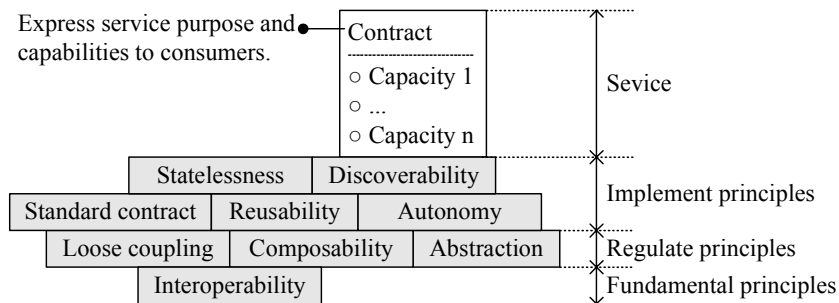 Express service purpose and
capabilities to consumers.
Contract
○ Capacity 1
○ ...
○ Capacity n
Sevice
Statelessness Discoverability
Standard contract Reusability Autonomy
Implement principles
Loose coupling Composability Abstraction
Regulate principles
Interoperability
Fundamental principles